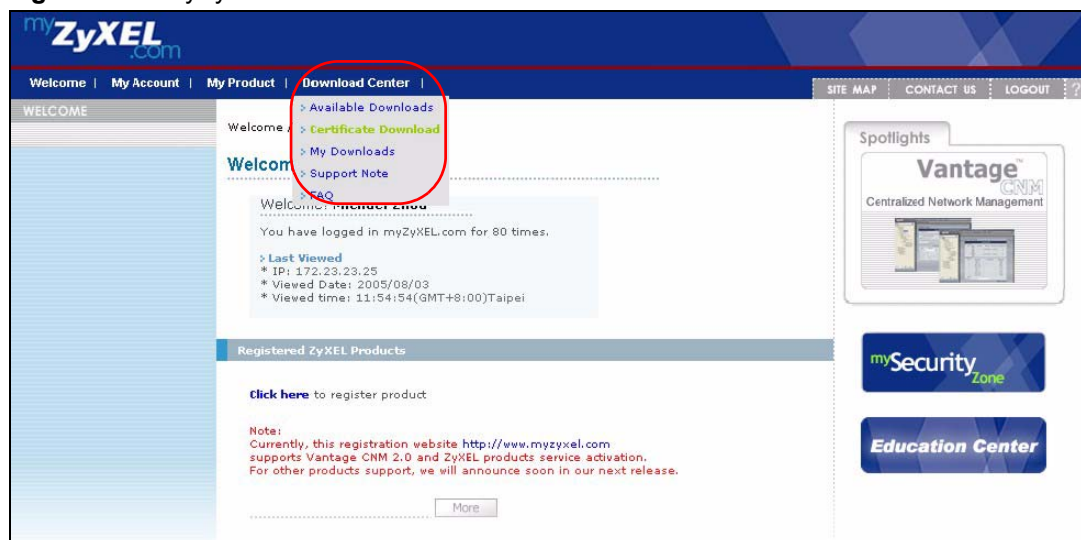 myZyXEL.com
Welcome | My Account | My Product | Download Center |
SITE MAP CONTACT US LOGOUT ?
WELCOME
> Available Downloads
> Certificate Download
> My Downloads
> Support Note
> FAQ
Welcome /
Welcom
You have logged in myZyXEL.com for 80 times.
> Last Viewed
* IP: 172.23.23.25
* Viewed Date: 2005/08/03
* Viewed time: 11:54:54(GMT+8:00)Taipei
Registered ZyXEL Products
Click here to register product
Note:
Currently, this registration website http://www.myzyxel.com
supports Vantage CNM 2.0 and ZyXEL products service activation.
For other products support, we will announce soon in our next release.
More
Spotlights
Vantage™
CNM
Centralized Network Management
mySecurity Zone
Education Center